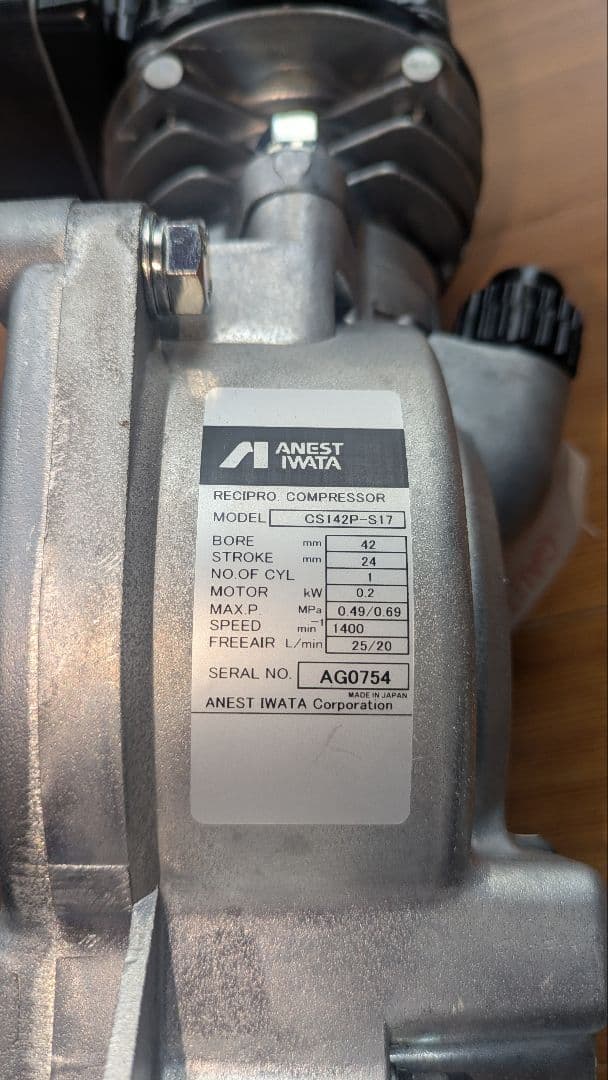 ANEST
IWATA
RECIPRO. COMPRESSOR
MODEL CS142P-S17
BORE mm 42
STROKE mm 24
NO.OF CYL 1
MOTOR kW 0.2
MAX.P. MPa 0.49/0.69
SPEED min⁻¹ 1400
FREEAIR L/min 25/20
SERAL NO. AG0754
MADE IN JAPAN
ANEST IWATA Corporation